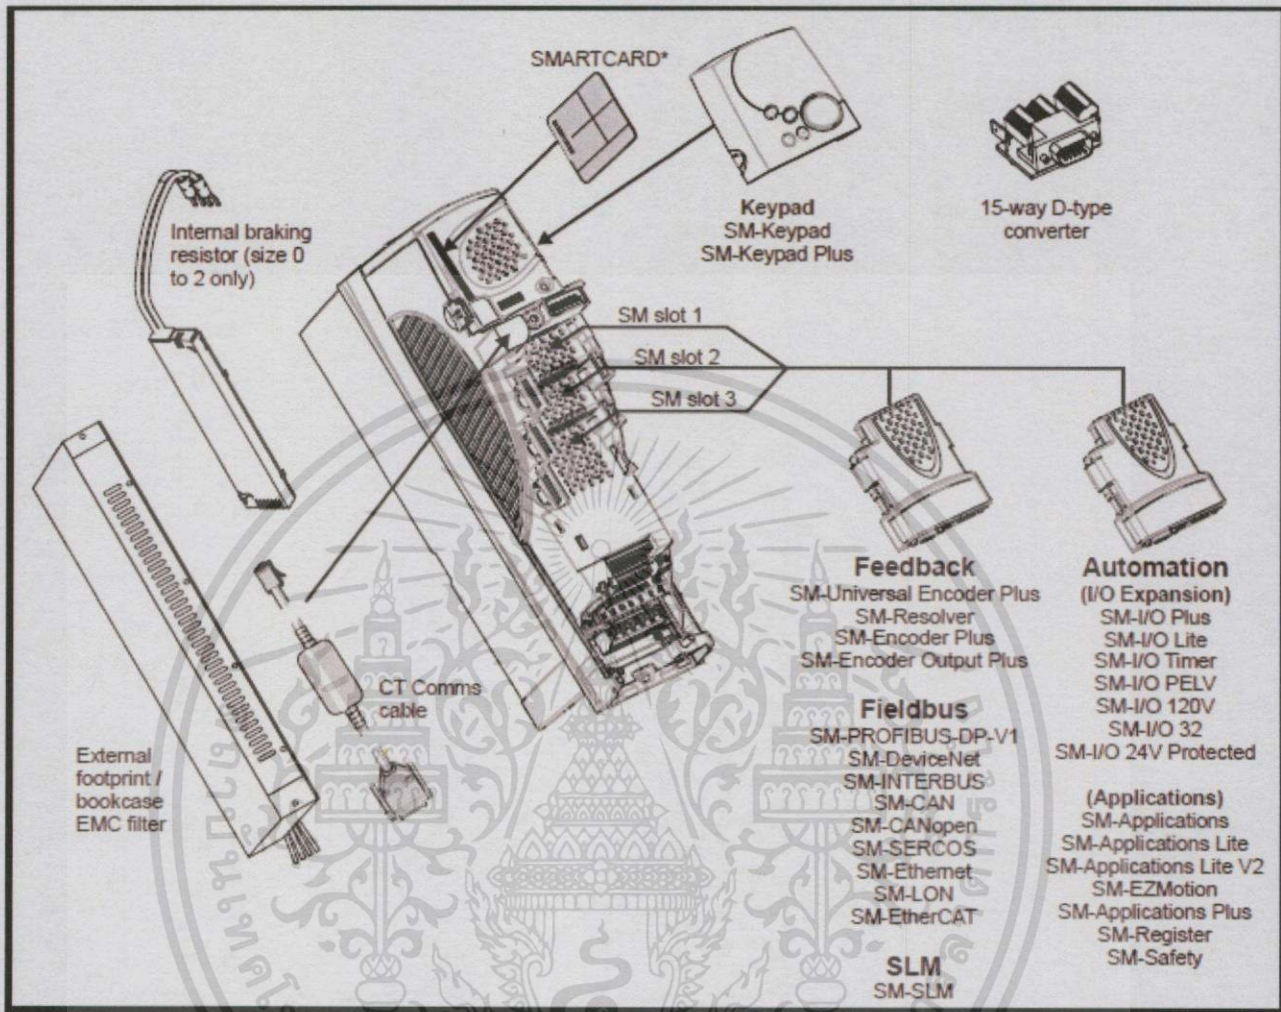 SMARTCARD*
Keypad
SM-Keypad
SM-Keypad Plus
15-way D-type
converter
Internal braking
resistor (size 0
to 2 only)
SM slot 1
SM slot 2
SM slot 3
External
footprint /
bookcase
EMC filter
CT Comms
cable
Feedback
SM-Universal Encoder Plus
SM-Resolver
SM-Encoder Plus
SM-Encoder Output Plus
Fieldbus
SM-PROFIBUS-DP-V1
SM-DeviceNet
SM-INTERBUS
SM-CAN
SM-CANopen
SM-SERCOS
SM-Ethernet
SM-LON
SM-EtherCAT
SLM
SM-SLM
Automation
(I/O Expansion)
SM-I/O Plus
SM-I/O Lite
SM-I/O Timer
SM-I/O PELV
SM-I/O 120V
SM-I/O 32
SM-I/O 24V Protected
(Applications)
SM-Applications
SM-Applications Lite
SM-Applications Lite V2
SM-EZMotion
SM-Applications Plus
SM-Register
SM-Safety